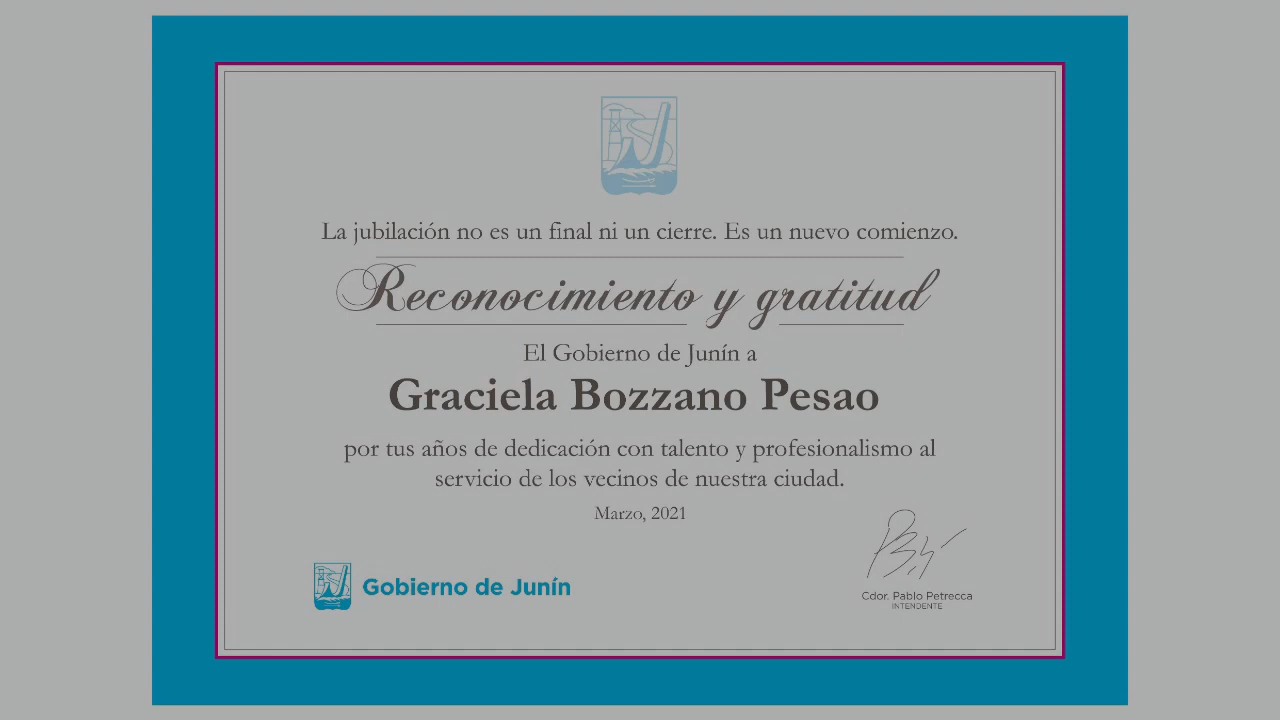 La jubilación no es un final ni un cierre. Es un nuevo comienzo.
Reconocimiento y gratitud
El Gobierno de Junín a
Graciela Bozzano Pesao
por tus años de dedicación con talento y profesionalismo al
servicio de los vecinos de nuestra ciudad.
Marzo, 2021
Gobierno de Junín
Cdor. Pablo Petrecca
INTENDENTE